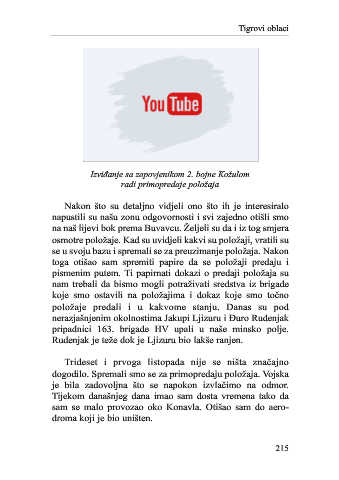 Tigrovi oblaci
YouTube
Izviđanje sa zapovjenikom 2. bojne Kožulom
radi primopredaje položaja
Nakon što su detaljno vidjeli ono što ih je interesiralo
napustili su našu zonu odgovornosti i svi zajedno otišli smo
na naš lijevi bok prema Buvavcu. Željeli su da i iz tog smjera
osmotre položaje. Kad su uvidjeli kakvi su položaji, vratili su
se u svoju bazu i spremali se za preuzimanje položaja. Nakon
toga otišao sam spremiti papire da se položaji predaju i
pismenim putem. Ti papirnati dokazi o predaji položaja su
nam trebali da bismo mogli potraživati sredstva iz brigade
koje smo ostavili na položajima i dokaz koje smo točno
položaje predali i u kakvome stanju. Danas su pod
nerazjašnjenim okolnostima Jakupi Ljizuru i Đuro Rudenjak
pripadnici 163. brigade HV upali u naše minsko polje.
Rudenjak je teže dok je Ljizuru bio lakše ranjen.
Trideset i prvoga listopada nije se ništa značajno
dogodilo. Spremali smo se za primopredaju položaja. Vojska
je bila zadovoljna što se napokon izvlačimo na odmor.
Tijekom današnjeg dana imao sam dosta vremena tako da
sam se malo provozao oko Konavla. Otišao sam do aero-
droma koji je bio uništen.
215